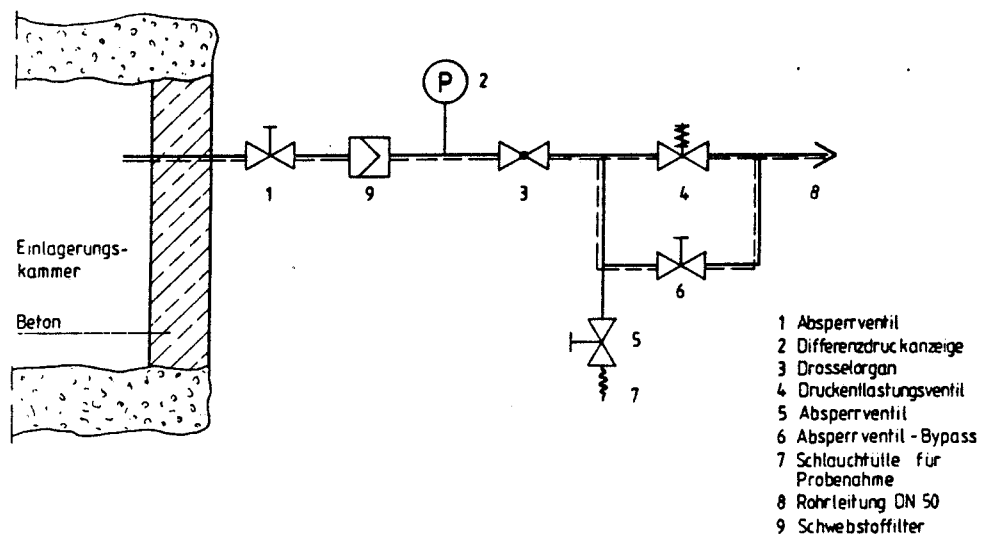 P 2
1 9 3 4 8
Einlagerungs-
kammer
6
Beton
5
7
1 Absperrventil
2 Differenzdruckanzeige
3 Drosselorgan
4 Druckentlastungsventil
5 Absperrventil
6 Absperrventil - Bypass
7 Schlauchtülle für
Probenahme
8 Rohrleitung DN 50
9 Schwebstoffilter